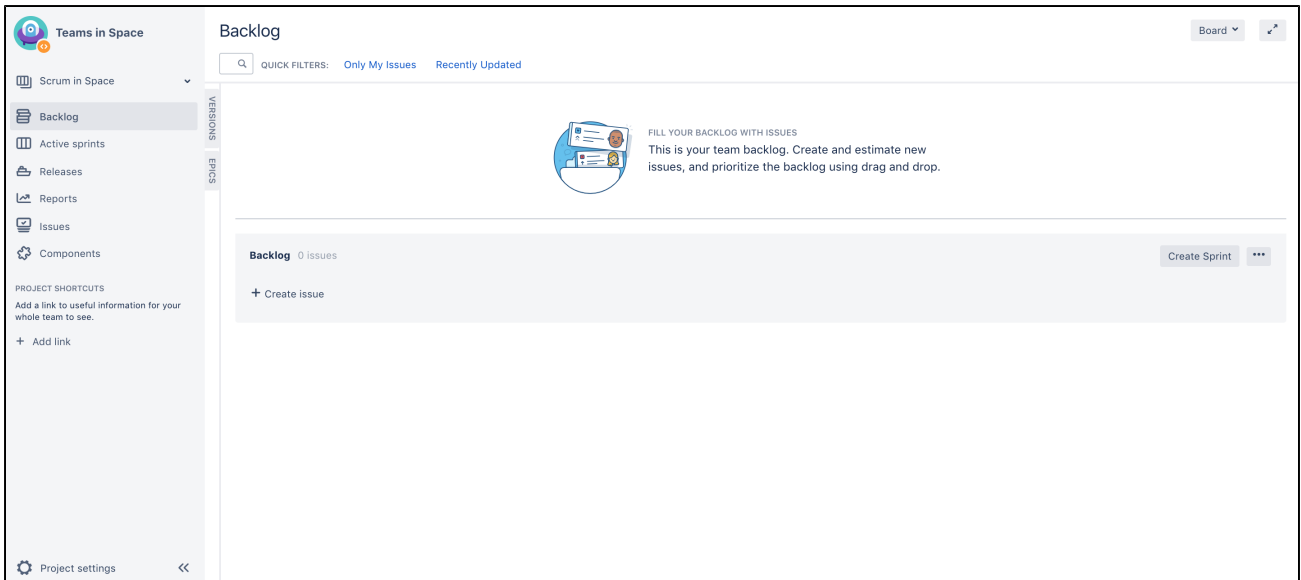 Teams in Space
Scrum in Space
Backlog
Active sprints
Releases
Reports
Issues
Components
PROJECT SHORTCUTS
Add a link to useful information for your
whole team to see.
+ Add link
Project settings
Backlog
Board
QUICK FILTERS: Only My Issues Recently Updated
VERSIONS
EPICS
FILL YOUR BACKLOG WITH ISSUES
This is your team backlog. Create and estimate new
issues, and prioritize the backlog using drag and drop.
Backlog 0 issues
Create Sprint •••
+ Create issue